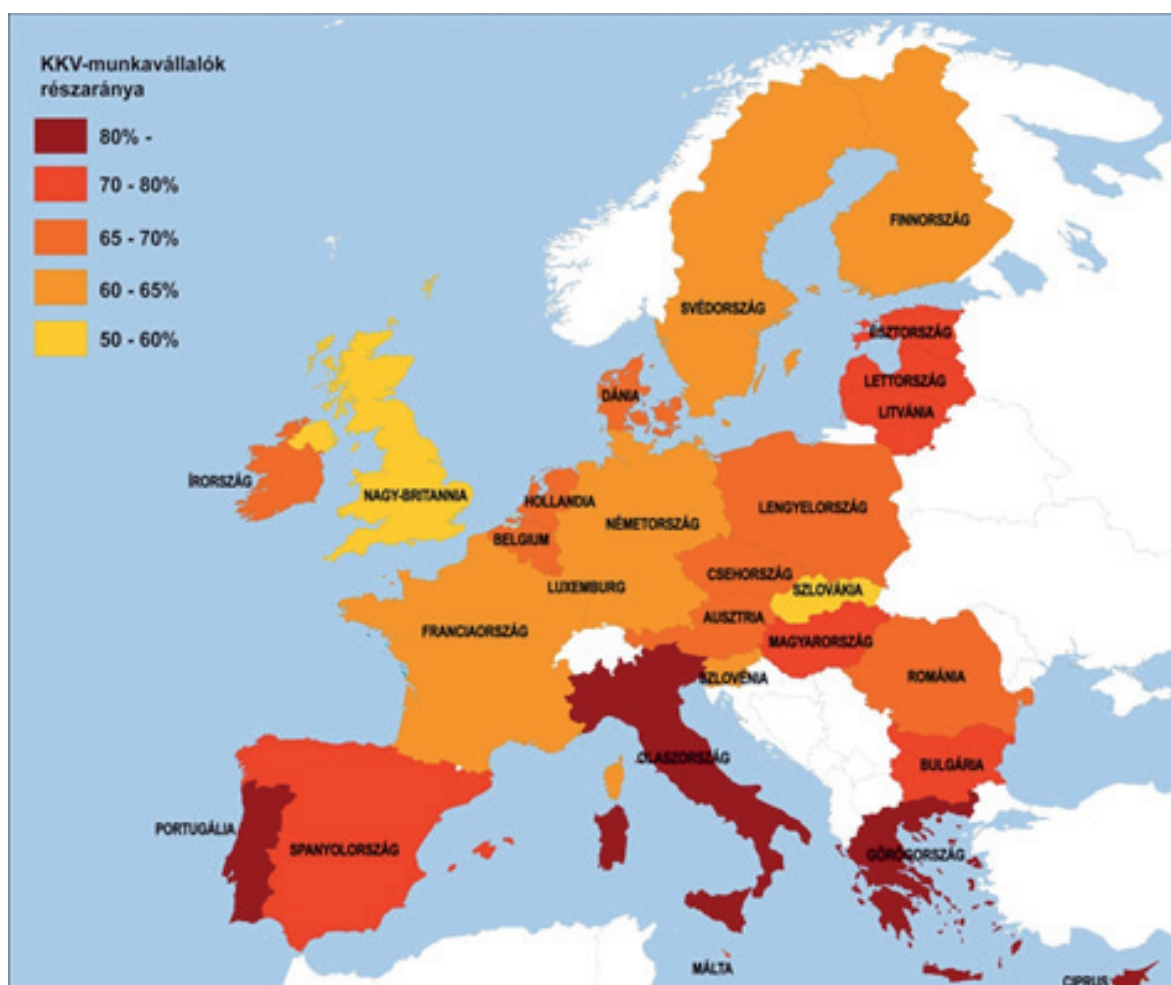 KKV-munkavállalók
részaránya
80% -
70 - 80%
65 - 70%
60 - 65%
50 - 60%
FINNORSZÁG
SVÉDORSZÁG
ÉSZTORSZÁG
LETTORSZÁG
LITVÁNIA
DÁNIA
ÍRORSZÁG
NAGY-BRITANNIA
HOLLANDIA
BELGIUM
NÉMETORSZÁG
LENGYELORSZÁG
CSEHORSZÁG
LUXEMBURG
SZLOVÁKIA
AUSZTRIA
FRANCIAORSZÁG
MAGYARORSZÁG
SZLOVÉNIA
ROMÁNIA
OLASZORSZÁG
BULGÁRIA
PORTUGÁLIA
SPANYOLORSZÁG
GÖRÖGORSZÁG
MÁLTA
CIPRUS